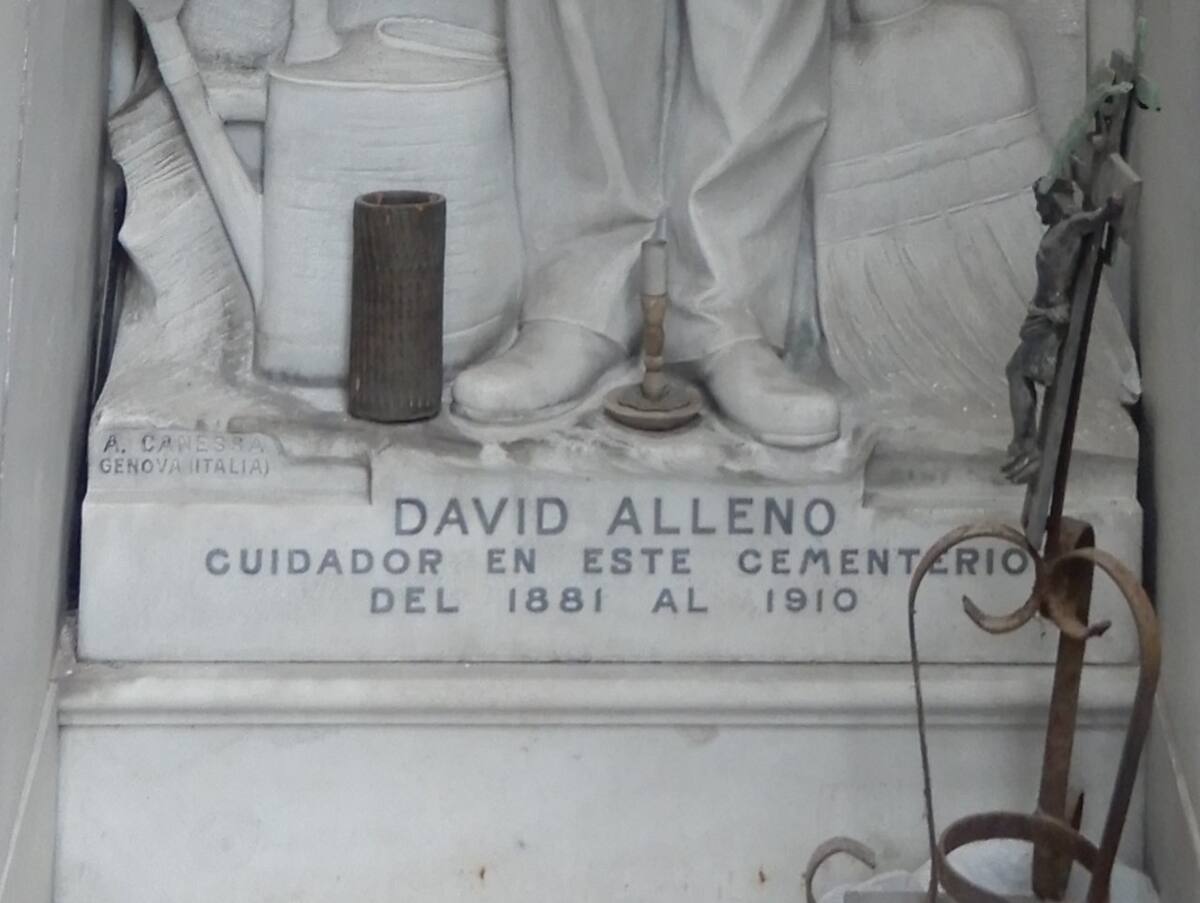 A. CANESSA
GENOVA (ITALIA)
DAVID ALLENO
CUIDADOR EN ESTE CEMENTERIO
DEL 1881 AL 1910